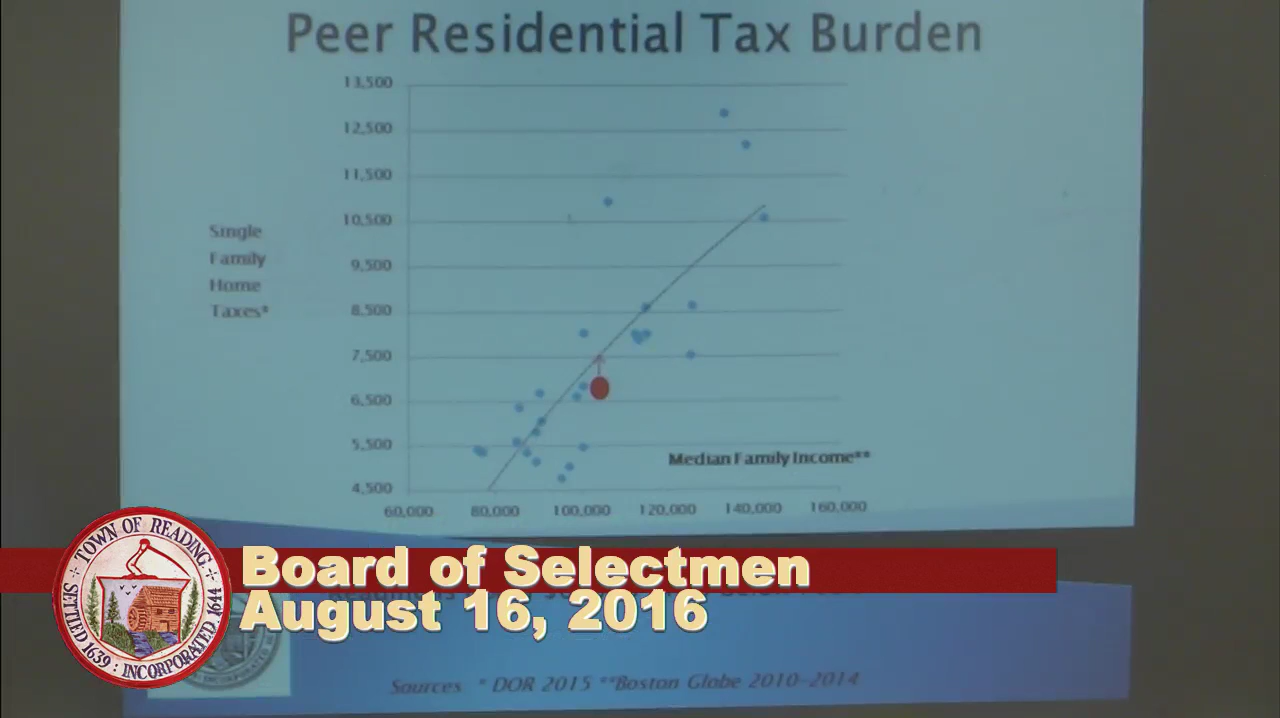 Peer Residential Tax Burden
13,500
12,500
11,500
10,500
9,500
8,500
7,500
6,500
5,500
4,500
Single
Family
Home
Taxes*
Median Family Income**
60,000 80,000 100,000 120,000 140,000 160,000
TOWN OF READING
SETTLED 1639 : INCORPORATED 1644
Board of Selectmen
August 16, 2016
Sources * DOR 2015 **Boston Globe 2010-2014